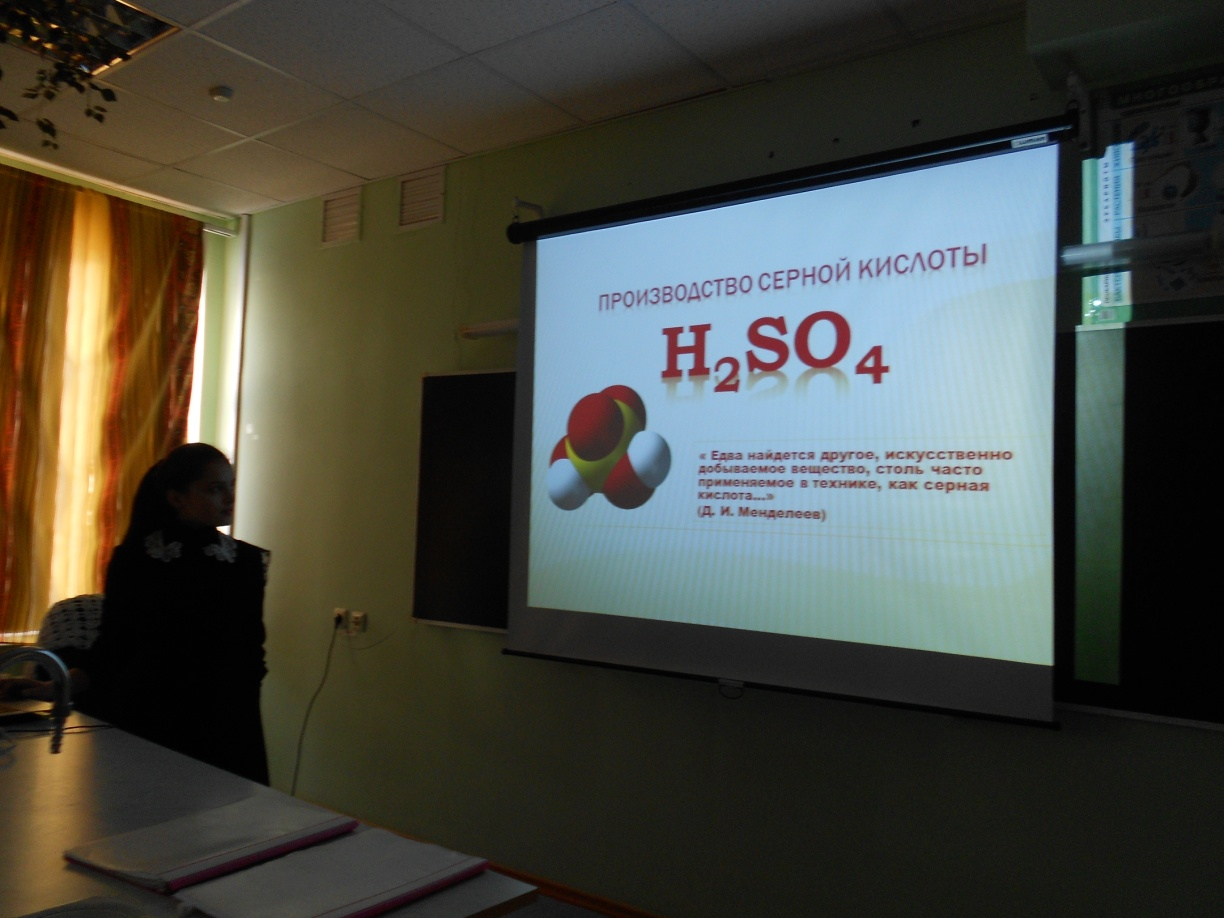 ПРОИЗВОДСТВО СЕРНОЙ КИСЛОТЫ
H₂SO₄
« Едва найдется другое, искусственно
добываемое вещество, столь часто
применяемое в технике, как серная
кислота...»
(Д. И. Менделеев)